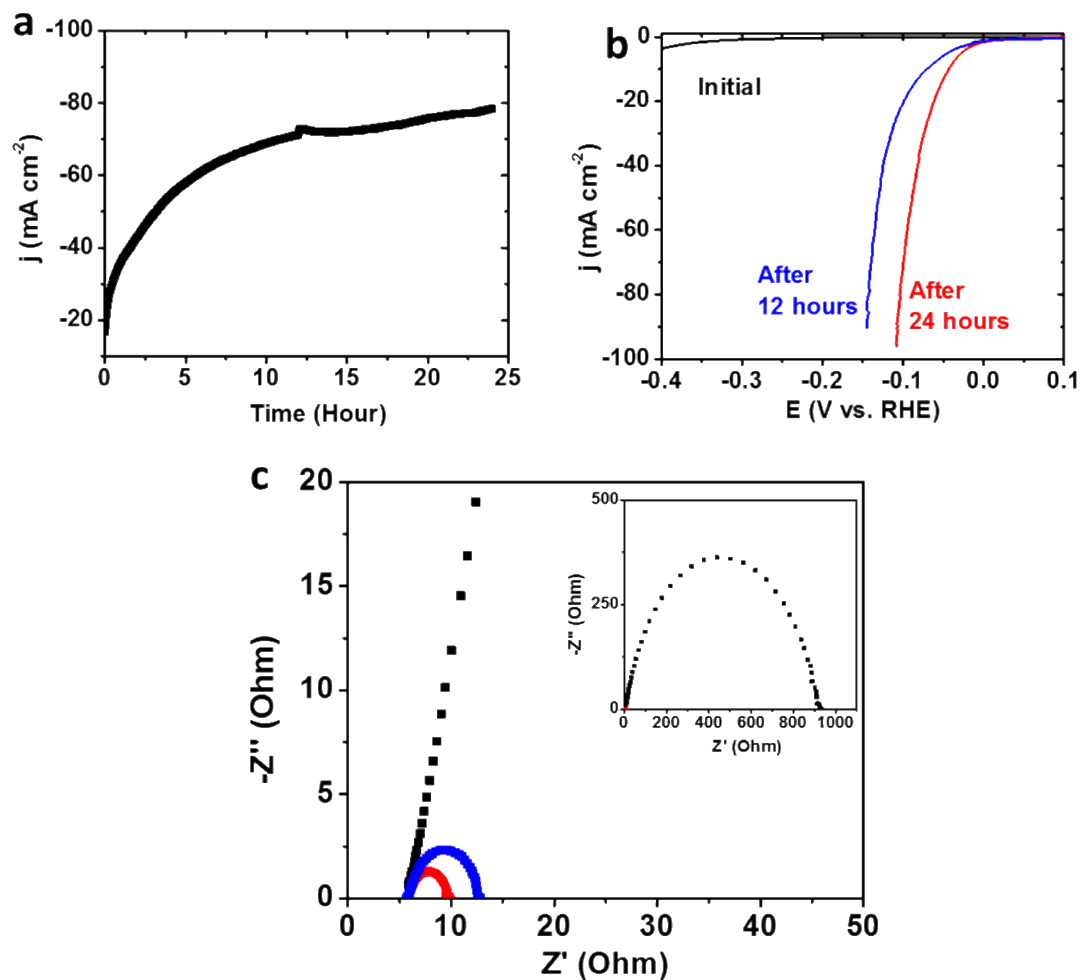 a
-100
-80
-60
-40
-20
j (mA cm-2)
0 5 10 15 20 25
Time (Hour)
b
0
-20
-40
-60
-80
-100
j (mA cm-2)
Initial
After
12 hours
After
24 hours
-0.4 -0.3 -0.2 -0.1 0.0 0.1
E (V vs. RHE)
c
20
15
10
5
0
-Z'' (Ohm)
0 10 20 30 40 50
Z' (Ohm)
500
250
0
-Z'' (Ohm)
0 200 400 600 800 1000
Z' (Ohm)